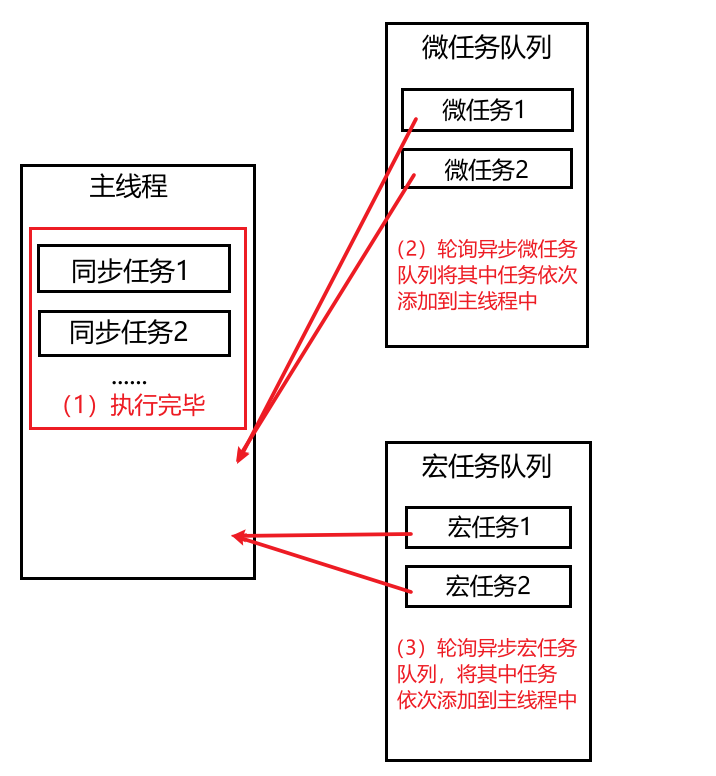 主线程
同步任务1
同步任务2
......
（1）执行完毕
微任务队列
微任务1
微任务2
（2）轮询异步微任务
队列将其中任务依次
添加到主线程中
宏任务队列
宏任务1
宏任务2
（3）轮询异步宏任务
队列，将其中任务
依次添加到主线程中